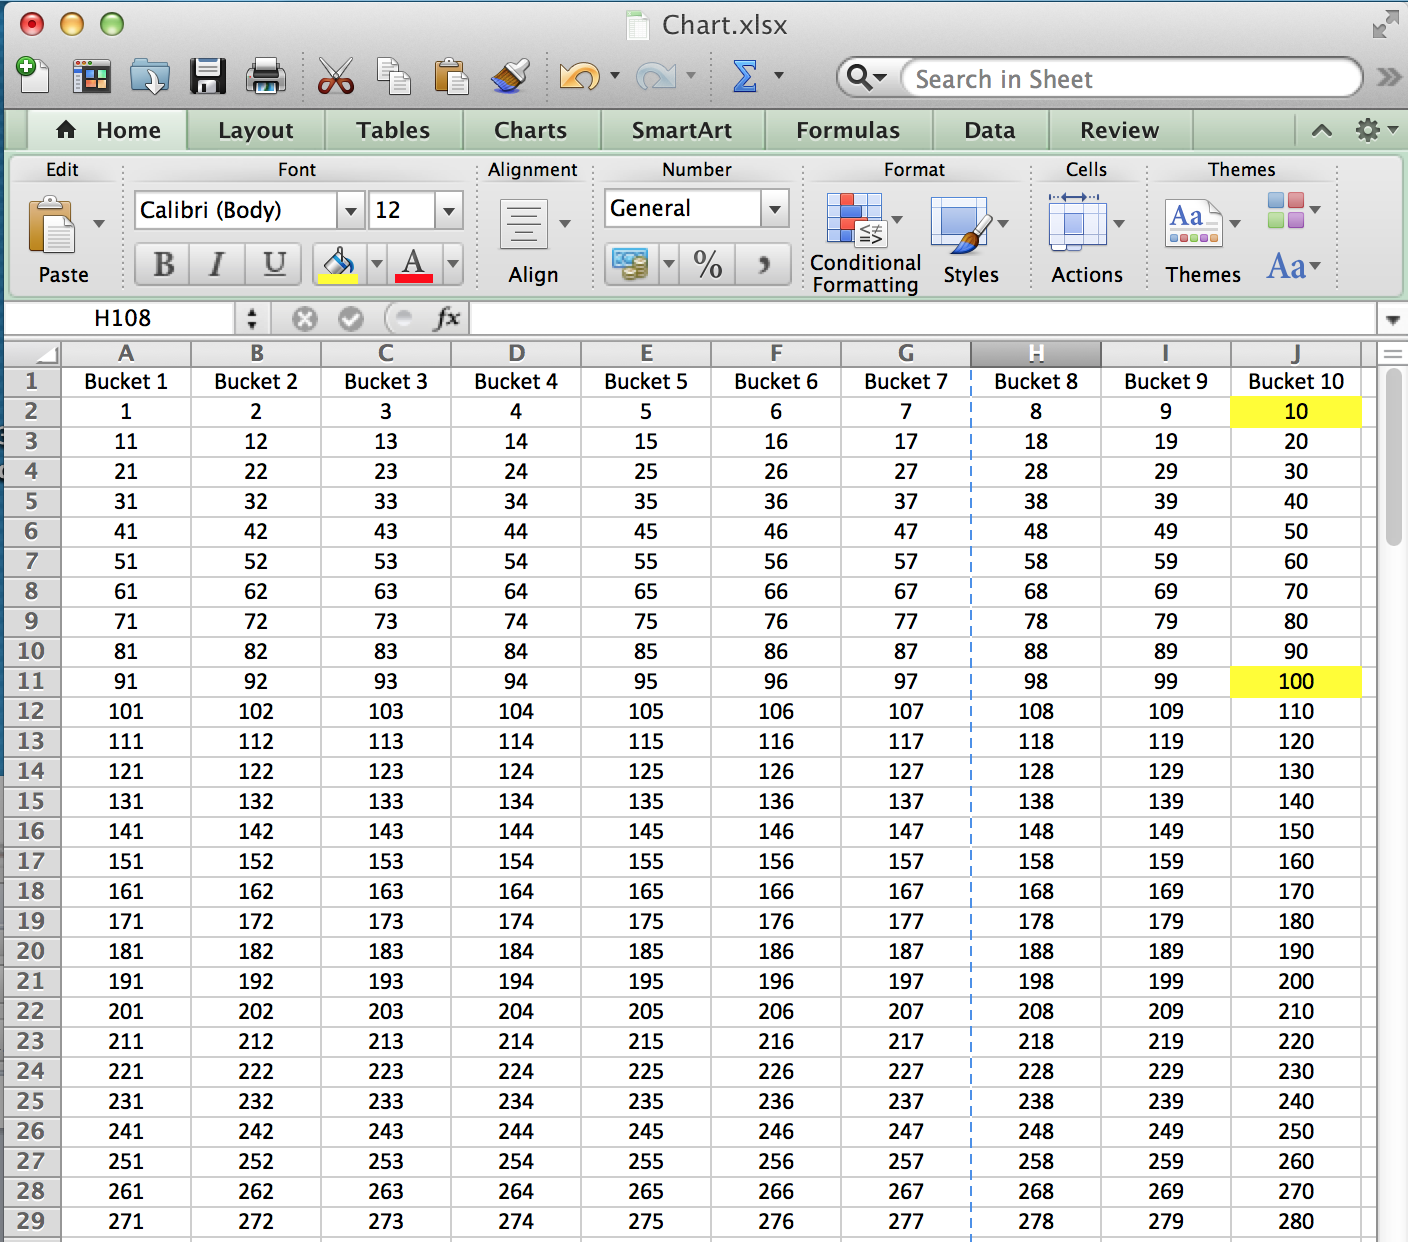 Chart.xlsx
Search in Sheet
Home Layout Tables Charts SmartArt Formulas Data Review
Edit Font Alignment Number Format Cells Themes
Calibri (Body) 12 General
B I U A % Aa
Paste Align Conditional Formatting Styles Actions Themes Aa
H108 fx
A B C D E F G H I J
1 Bucket 1 Bucket 2 Bucket 3 Bucket 4 Bucket 5 Bucket 6 Bucket 7 Bucket 8 Bucket 9 Bucket 10
2 1 2 3 4 5 6 7 8 9 10
3 11 12 13 14 15 16 17 18 19 20
4 21 22 23 24 25 26 27 28 29 30
5 31 32 33 34 35 36 37 38 39 40
6 41 42 43 44 45 46 47 48 49 50
7 51 52 53 54 55 56 57 58 59 60
8 61 62 63 64 65 66 67 68 69 70
9 71 72 73 74 75 76 77 78 79 80
10 81 82 83 84 85 86 87 88 89 90
11 91 92 93 94 95 96 97 98 99 100
12 101 102 103 104 105 106 107 108 109 110
13 111 112 113 114 115 116 117 118 119 120
14 121 122 123 124 125 126 127 128 129 130
15 131 132 133 134 135 136 137 138 139 140
16 141 142 143 144 145 146 147 148 149 150
17 151 152 153 154 155 156 157 158 159 160
18 161 162 163 164 165 166 167 168 169 170
19 171 172 173 174 175 176 177 178 179 180
20 181 182 183 184 185 186 187 188 189 190
21 191 192 193 194 195 196 197 198 199 200
22 201 202 203 204 205 206 207 208 209 210
23 211 212 213 214 215 216 217 218 219 220
24 221 222 223 224 225 226 227 228 229 230
25 231 232 233 234 235 236 237 238 239 240
26 241 242 243 244 245 246 247 248 249 250
27 251 252 253 254 255 256 257 258 259 260
28 261 262 263 264 265 266 267 268 269 270
29 271 272 273 274 275 276 277 278 279 280